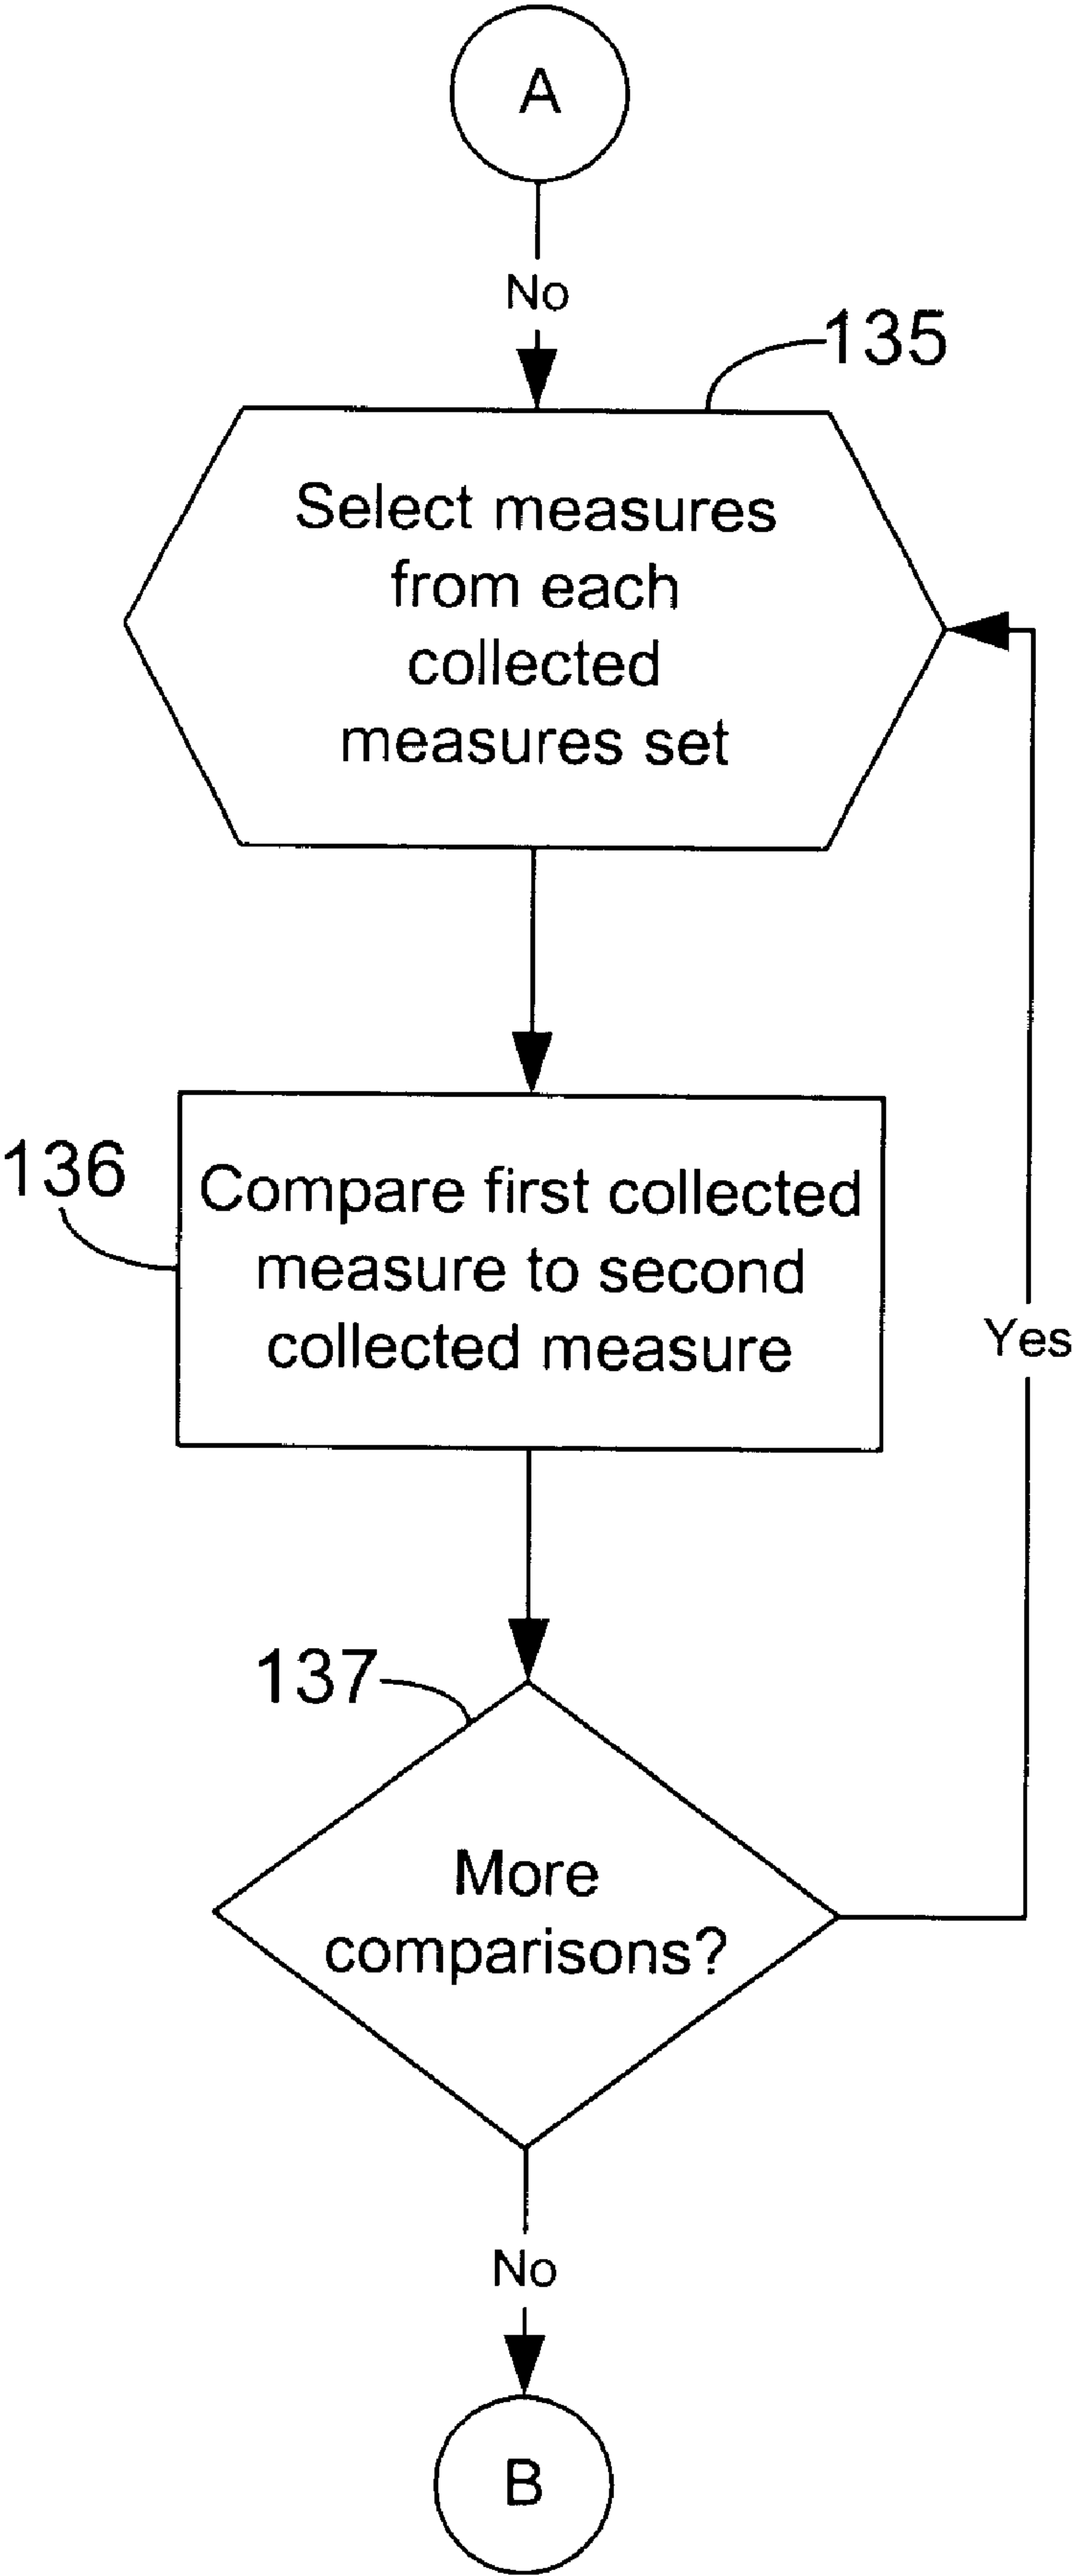 A
No
135
Select measures
from each
collected
measures set
136
Compare first collected
measure to second
collected measure
Yes
137
More
comparisons?
No
B